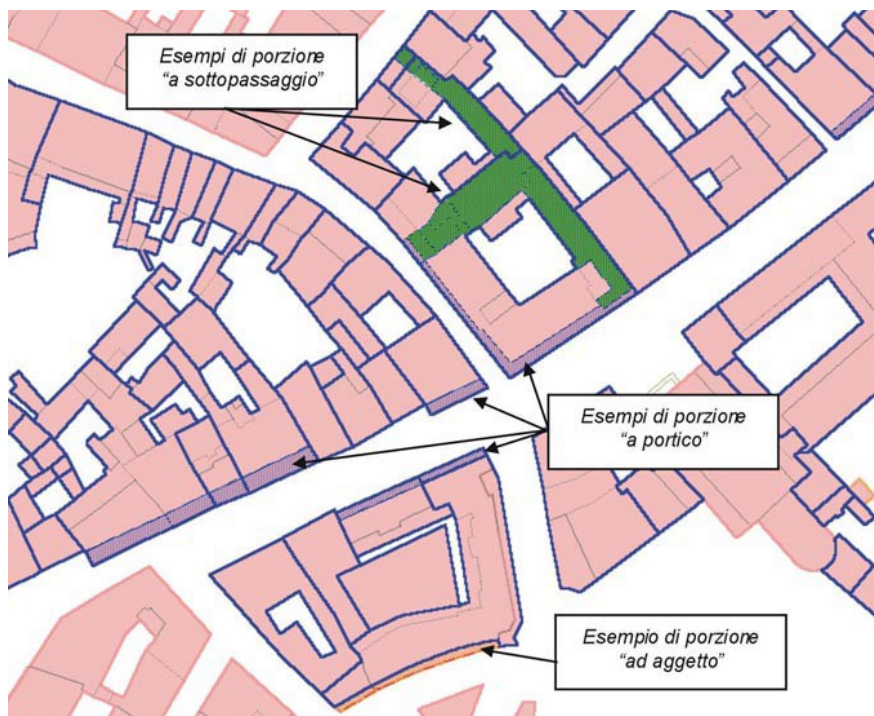 Esempi di porzione
"a sottopassaggio"
Esempi di porzione
"a portico"
Esempio di porzione
"ad aggetto"